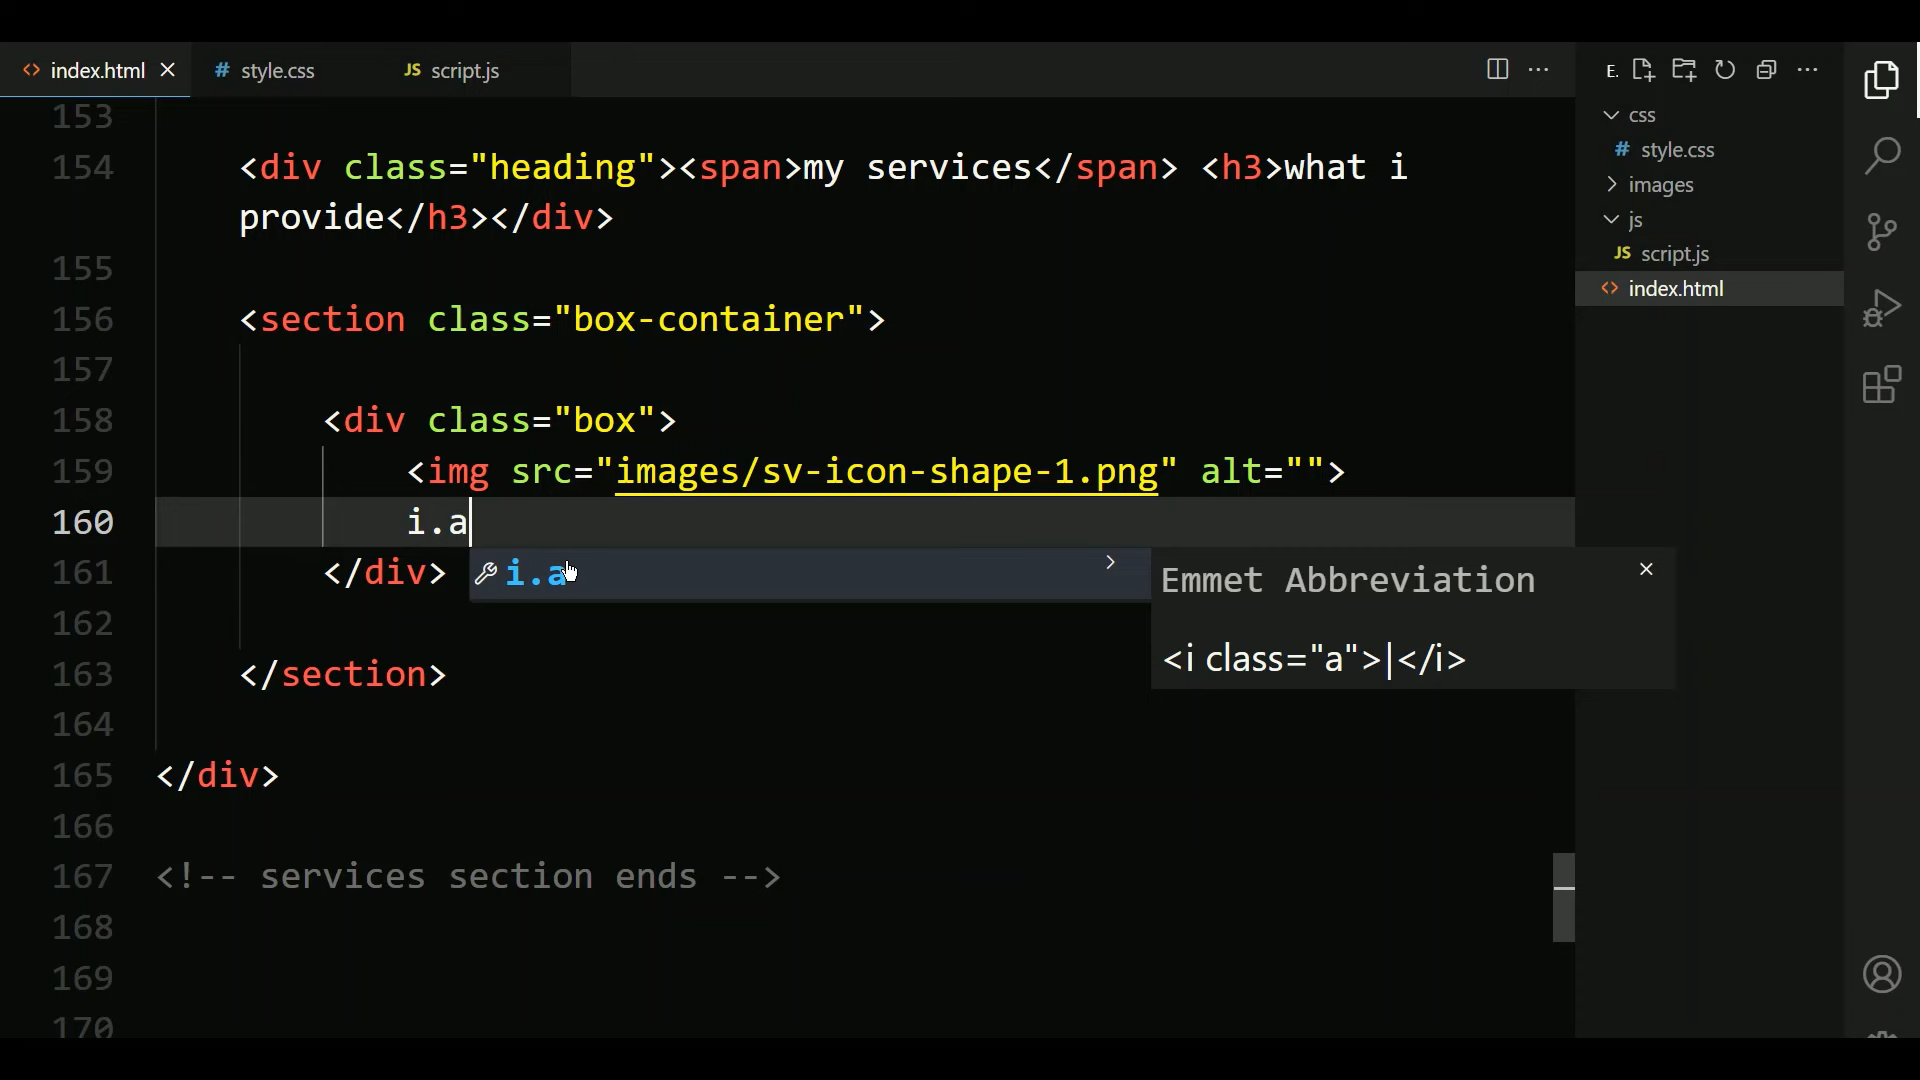 index.html
# style.css
JS script.js
E.
153
154 <div class="heading"><span>my services</span> <h3>what i
provide</h3></div>
155
156 <section class="box-container">
157
158 <div class="box">
159 <img src="images/sv-icon-shape-1.png" alt="">
160 i.a
161 </div>
i.a
Emmet Abbreviation
<i class="a">|</i>
162
163 </section>
164
165 </div>
166
167 <!-- services section ends -->
168
169
170
css
# style.css
images
js
JS script.js
index.html